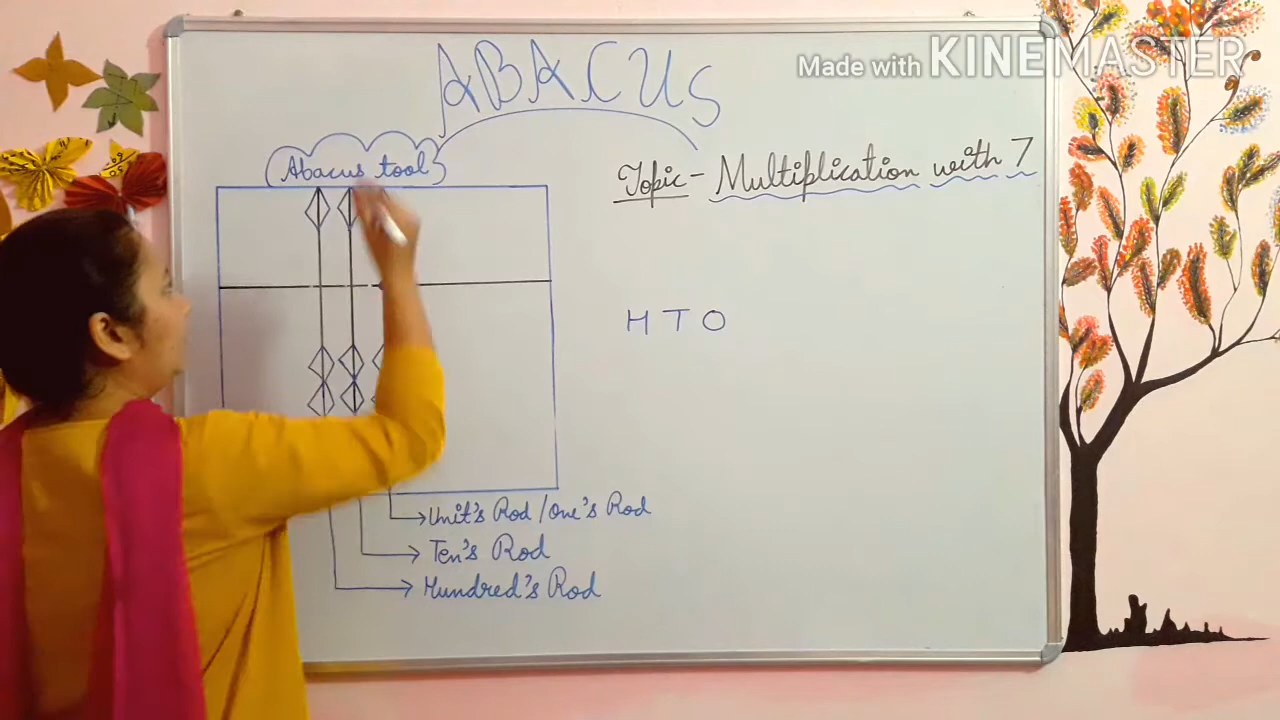 ABACUS
Made with KINEMASTER
Abacus tool
Topic - Multiplication with 7
H T O
Unit's Rod / One's Rod
Ten's Rod
Hundred's Rod